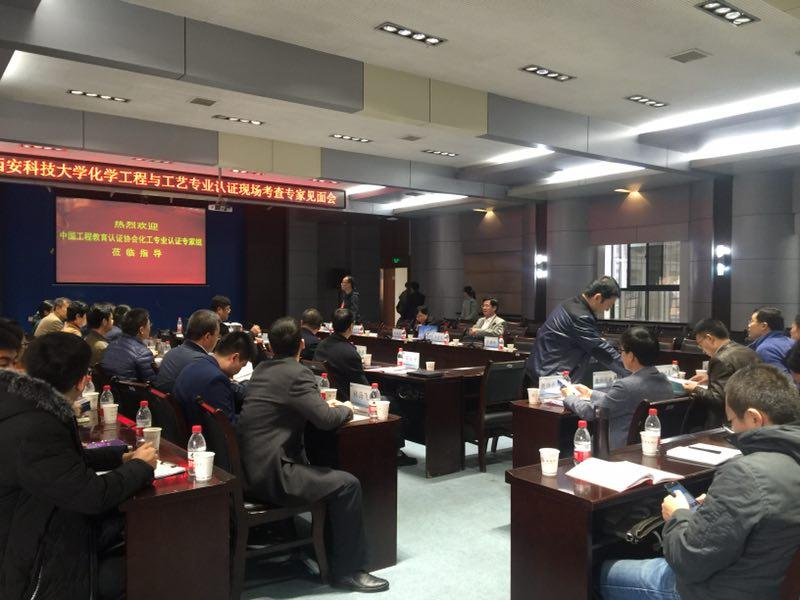 西安科技大学化学工程与工艺专业认证现场考查专家见面会
热烈欢迎
中国工程教育认证协会化工专业认证专家组
莅临指导